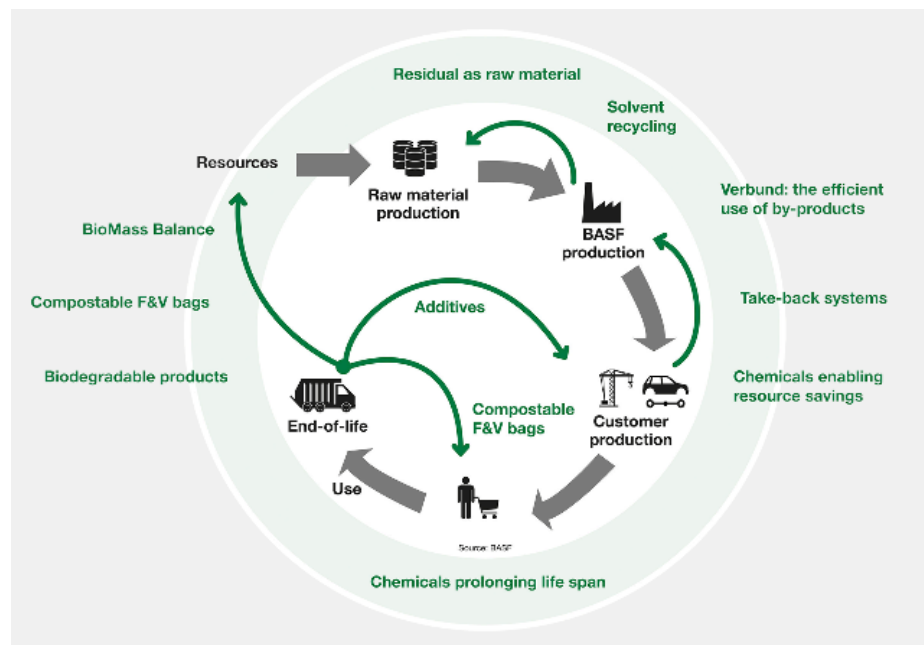 Residual as raw material
Solvent
recycling
Resources
Raw material
production
Verbund: the efficient
use of by-products
BioMass Balance
BASF
production
Compostable F&V bags
Additives
Take-back systems
Biodegradable products
Chemicals enabling
resource savings
End-of-life
Compostable
F&V bags
Customer
production
Use
Source: BASF
Chemicals prolonging life span